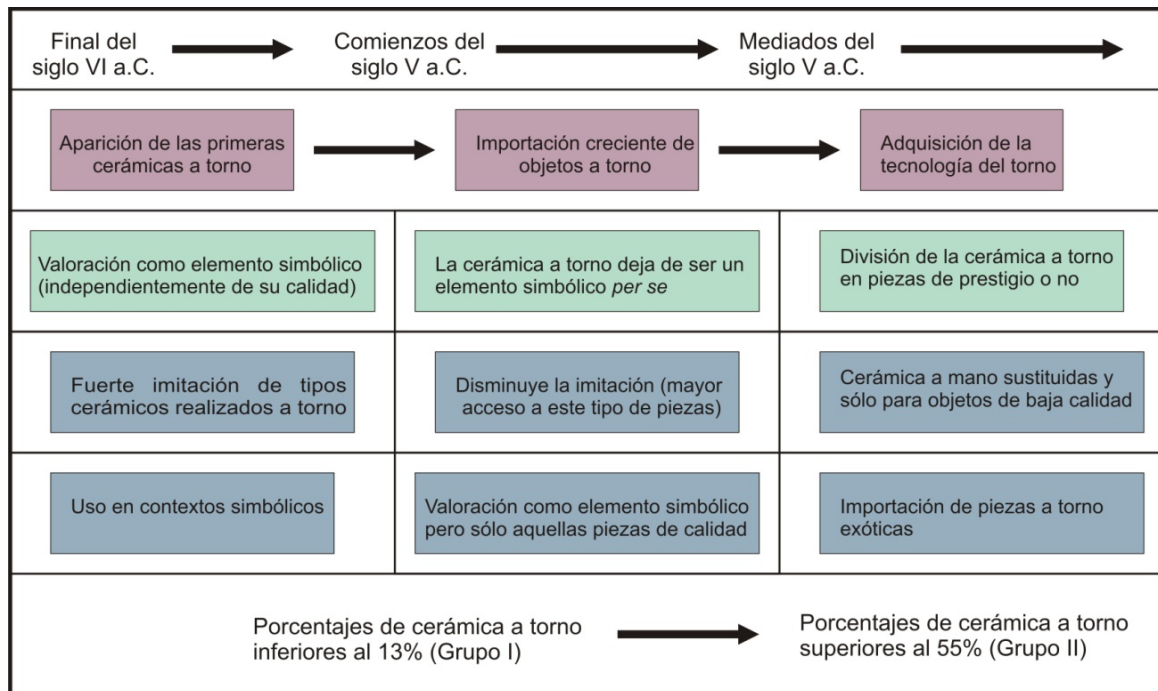 Final del
siglo VI a.C.
Comienzos del
siglo V a.C.
Mediados del
siglo V a.C.
Aparición de las primeras
cerámicas a torno
Importación creciente de
objetos a torno
Adquisición de la
tecnología del torno
Valoración como elemento simbólico
(independientemente de su calidad)
La cerámica a torno deja de ser un
elemento simbólico per se
División de la cerámica a torno
en piezas de prestigio o no
Fuerte imitación de tipos
cerámicos realizados a torno
Disminuye la imitación (mayor
acceso a este tipo de piezas)
Cerámica a mano sustituidas y
sólo para objetos de baja calidad
Uso en contextos simbólicos
Valoración como elemento simbólico
pero sólo aquellas piezas de calidad
Importación de piezas a torno
exóticas
Porcentajes de cerámica a torno
inferiores al 13% (Grupo I)
Porcentajes de cerámica a torno
superiores al 55% (Grupo II)